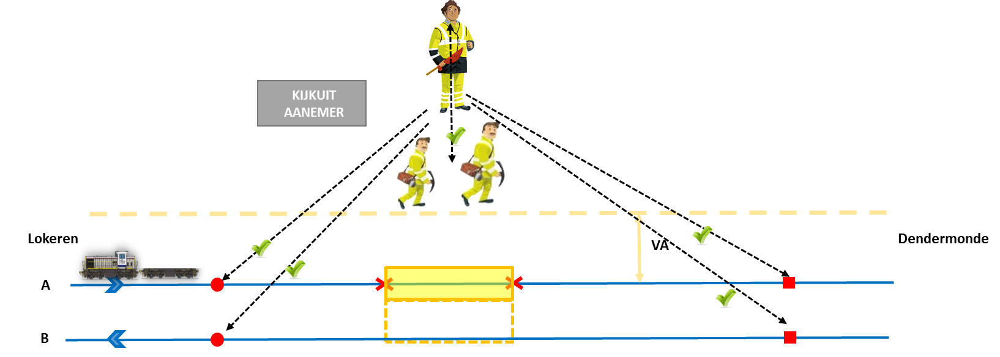 KIJKUIT
AANEMER
Lokeren
Dendermonde
VA
A
B